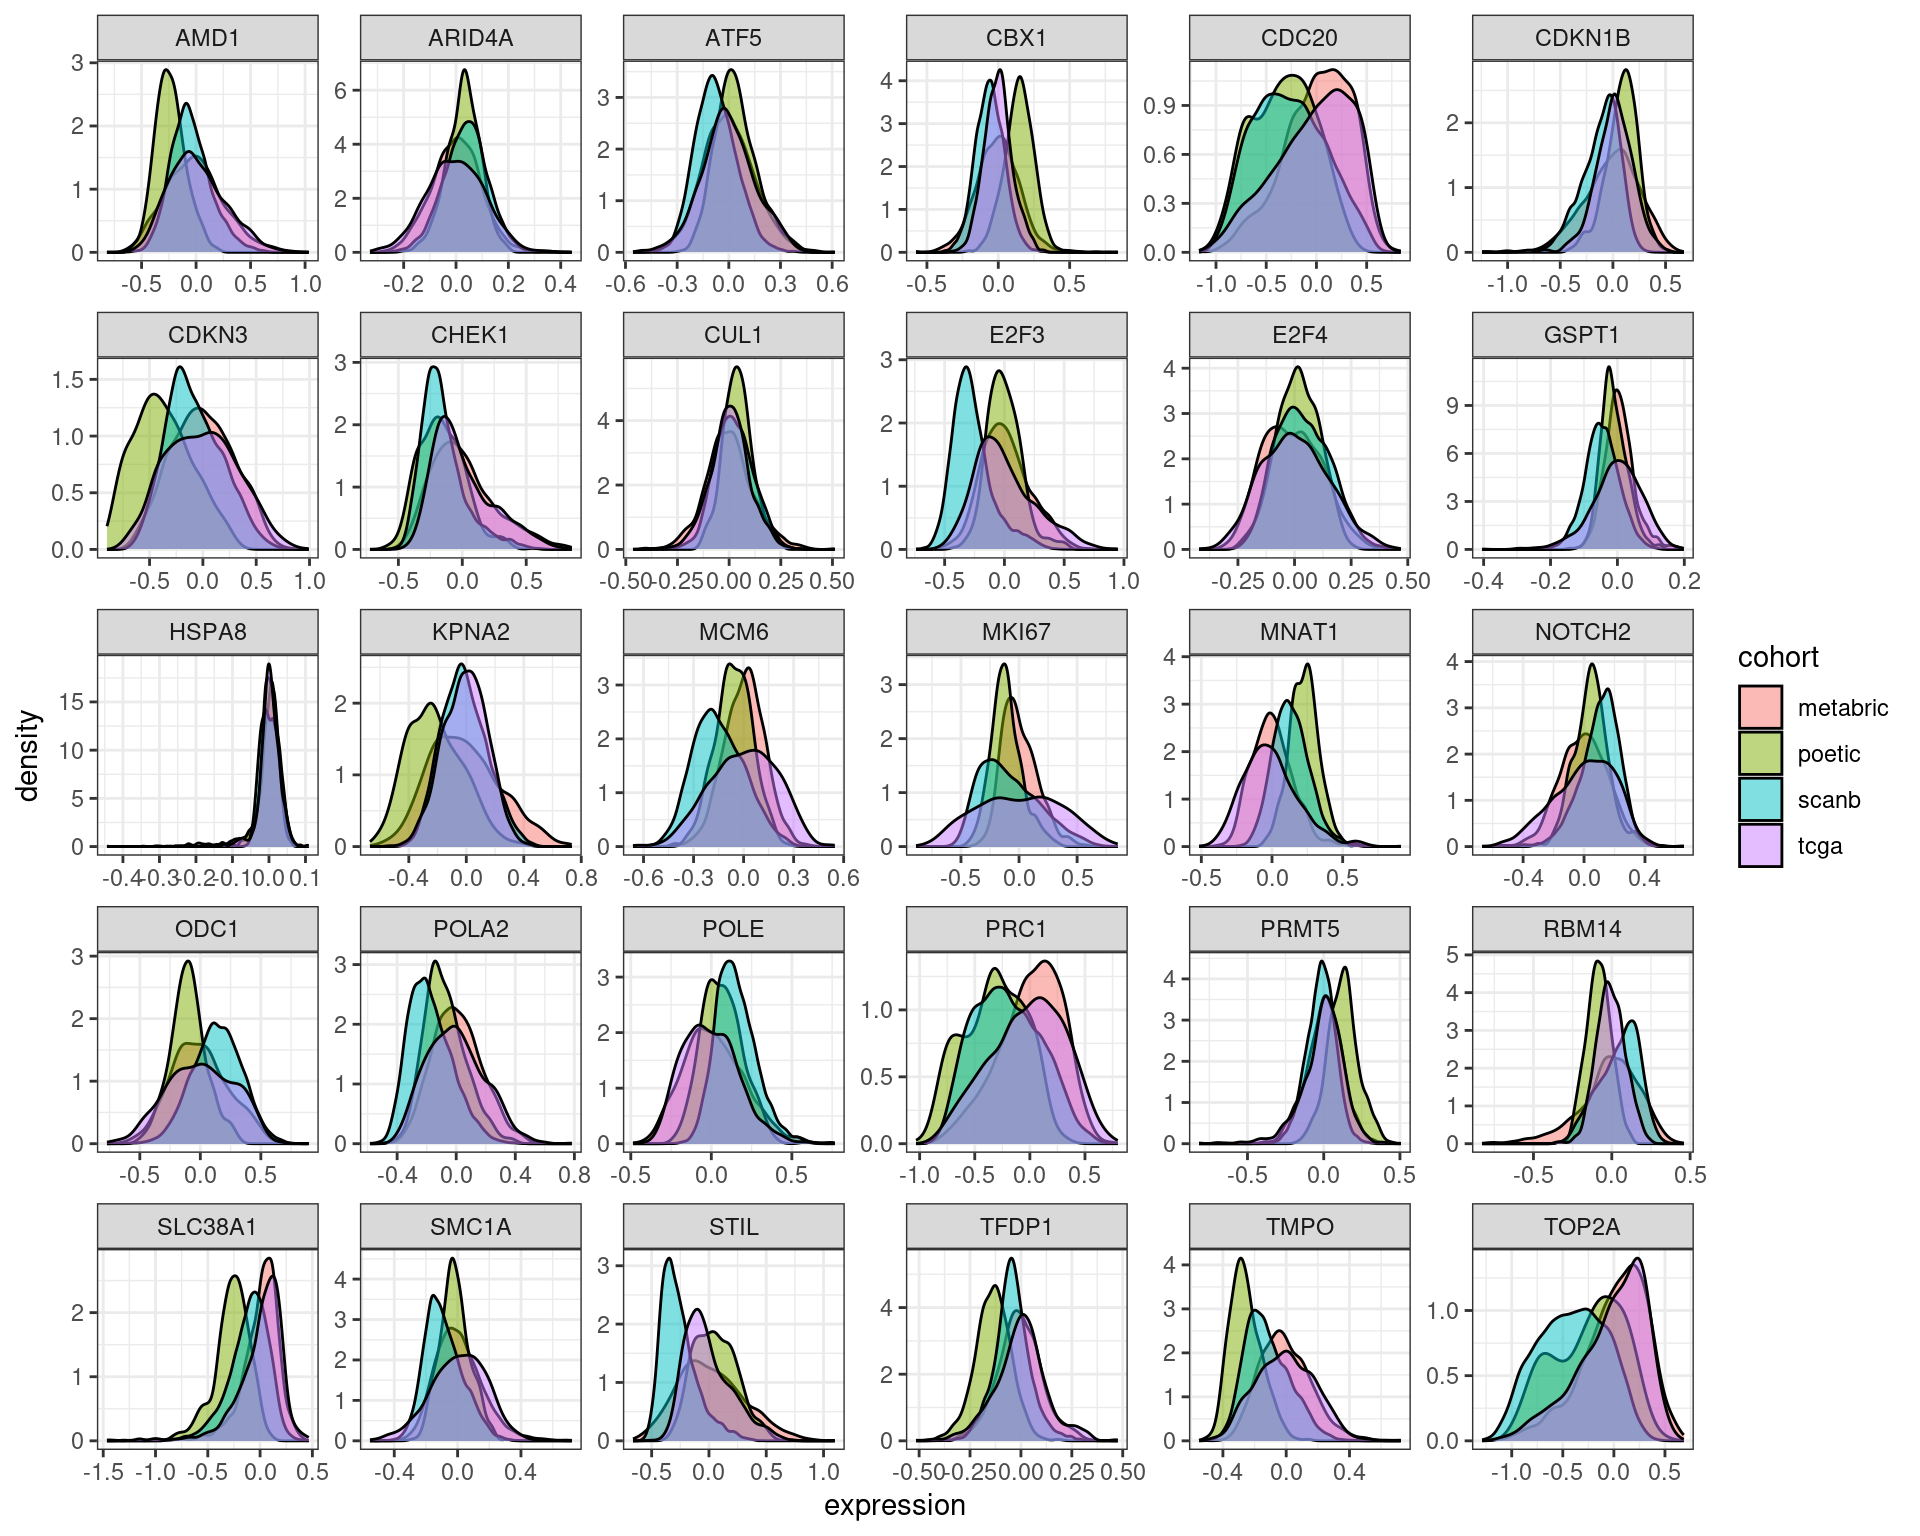 AMD1 ARID4A ATF5 CBX1 CDC20 CDKN1B
3 2 1 0
6 4 2 0
3 2 1 0
4 3 2 1 0
0.9 0.6 0.3 0.0
2 1 0
-0.5 0.0 0.5 1.0 -0.2 0.0 0.2 0.4 -0.6 -0.3 0.0 0.3 0.6 -0.5 0.0 0.5 -1.0 -0.5 0.0 0.5 -1.0 -0.5 0.0 0.5
CDKN3 CHEK1 CUL1 E2F3 E2F4 GSPT1
1.5 1.0 0.5 0.0
3 2 1 0
4 2 0
3 2 1 0
4 3 2 1 0
9 6 3 0
-0.5 0.0 0.5 1.0 -0.5 0.0 0.5 -0.50 -0.25 0.00 0.25 0.50 -0.5 0.0 0.5 1.0 -0.25 0.00 0.25 0.50 -0.4 -0.2 0.0 0.2
HSPA8 KPNA2 MCM6 MKI67 MNAT1 NOTCH2
15 10 5 0
2 1 0
3 2 1 0
3 2 1 0
4 3 2 1 0
4 3 2 1 0
-0.4 -0.3 -0.2 -0.1 0.0 0.1 -0.4 0.0 0.4 0.8 -0.6 -0.3 0.0 0.3 0.6 -0.5 0.0 0.5 -0.5 0.0 0.5 -0.4 0.0 0.4
ODC1 POLA2 POLE PRC1 PRMT5 RBM14
3 2 1 0
3 2 1 0
3 2 1 0
1.0 0.5 0.0
4 3 2 1 0
5 4 3 2 1 0
-0.5 0.0 0.5 -0.4 0.0 0.4 0.8 -0.5 0.0 0.5 -1.0 -0.5 0.0 0.5 -0.5 0.0 0.5 -0.5 0.0 0.5
SLC38A1 SMC1A STIL TFDP1 TMPO TOP2A
2 1 0
4 3 2 1 0
3 2 1 0
4 2 0
4 3 2 1 0
1.0 0.5 0.0
-1.5 -1.0 -0.5 0.0 0.5 -0.4 0.0 0.4 -0.5 0.0 0.5 1.0 -0.50 -0.25 0.00 0.25 0.50 -0.4 0.0 0.4 -1.0 -0.5 0.0 0.5
expression
density
cohort
metabric
poetic
scanb
tcga